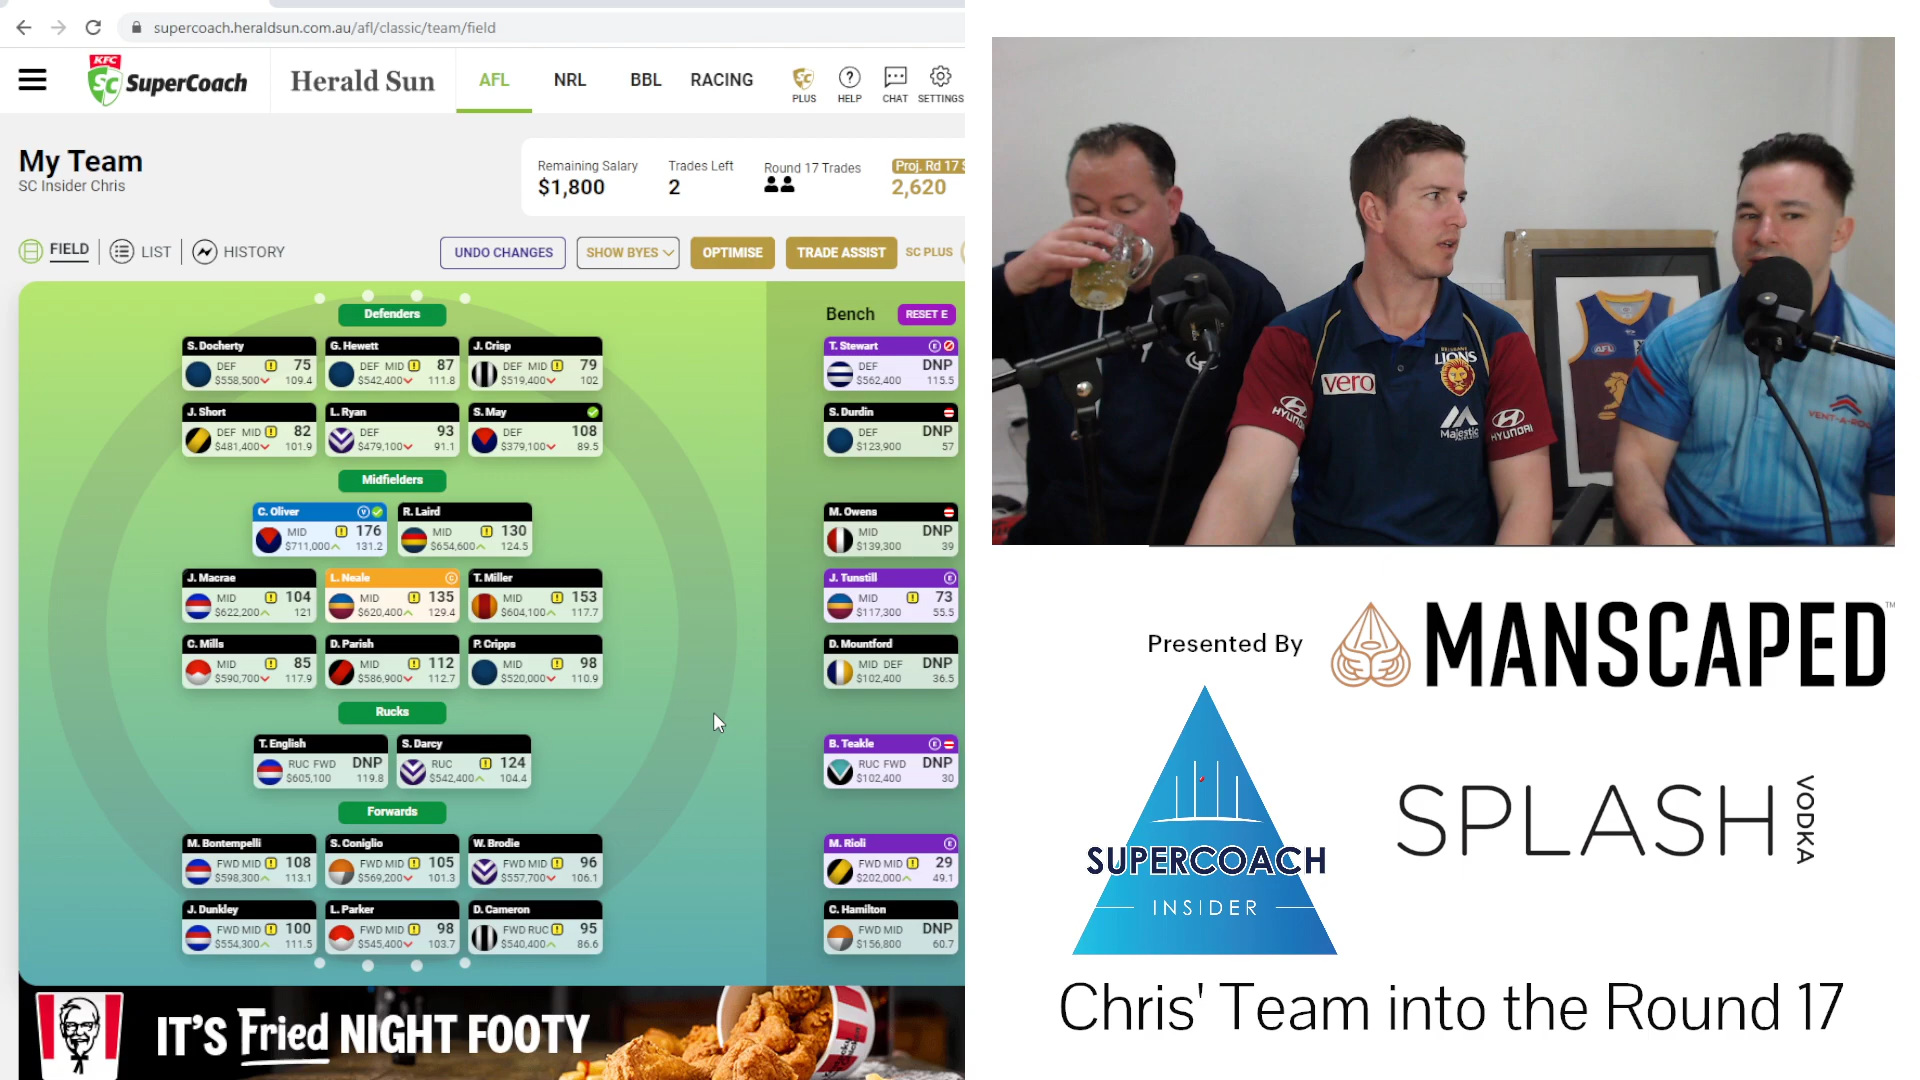 supercoach.heraldsun.com.au/afl/classic/team/field
KFC
SC SuperCoach
Herald Sun
AFL
NRL
BBL
RACING
PLUS
HELP
CHAT
SETTINGS
My Team
SC Insider Chris
Remaining Salary
$1,800
Trades Left
2
Round 17 Trades
Proj. Rd 17 S
2,620
FIELD
LIST
HISTORY
UNDO CHANGES
SHOW BYES
OPTIMISE
TRADE ASSIST
SC PLUS
Defenders
S. Docherty
DEF 75
$558,500 109.4
G. Hewett
DEF MID 87
$542,400 111.8
J. Crisp
DEF MID 79
$519,400 102
J. Short
DEF MID 82
$481,400 101.9
L. Ryan
DEF 93
$479,100 91.1
S. May
DEF 108
$379,100 89.5
Midfielders
C. Oliver V
MID 176
$711,000 131.2
R. Laird
MID 130
$654,600 124.5
J. Macrae
MID 104
$622,200 121
L. Neale C
MID 135
$620,400 129.4
T. Miller
MID 153
$604,100 117.7
C. Mills
MID 85
$590,700 117.9
D. Parish
MID 112
$586,900 112.7
P. Cripps
MID 98
$520,000 110.9
Rucks
T. English
RUC FWD DNP
$605,100 119.8
S. Darcy
RUC 124
$542,400 104.4
Forwards
M. Bontempelli
FWD MID 108
$598,300 113.1
S. Coniglio
FWD MID 105
$569,200 101.3
W. Brodie
FWD MID 96
$557,700 106.1
J. Dunkley
FWD MID 100
$554,300 111.5
L. Parker
FWD MID 98
$545,400 103.7
D. Cameron
FWD RUC 95
$540,400 86.6
Bench
RESET E
T. Stewart E
DEF DNP
$562,400 115.5
S. Durdin
DEF DNP
$123,900 57
M. Owens
MID DNP
$139,300 39
J. Tunstill E
MID 73
$117,300 55.5
D. Mountford
MID DEF DNP
$102,400 36.5
B. Teakle E
RUC FWD DNP
$102,400 30
M. Rioli E
FWD MID 29
$202,000 49.1
C. Hamilton
FWD MID DNP
$156,800 60.7
IT'S Fried NIGHT FOOTY
BRISBANE
LIONS
vero
HYUNDAI
Majestic
HYUNDAI
AFL
Presented By
MANSCAPED
TM
SUPERCOACH
INSIDER
SPLASH
VODKA
Chris' Team into the Round 17